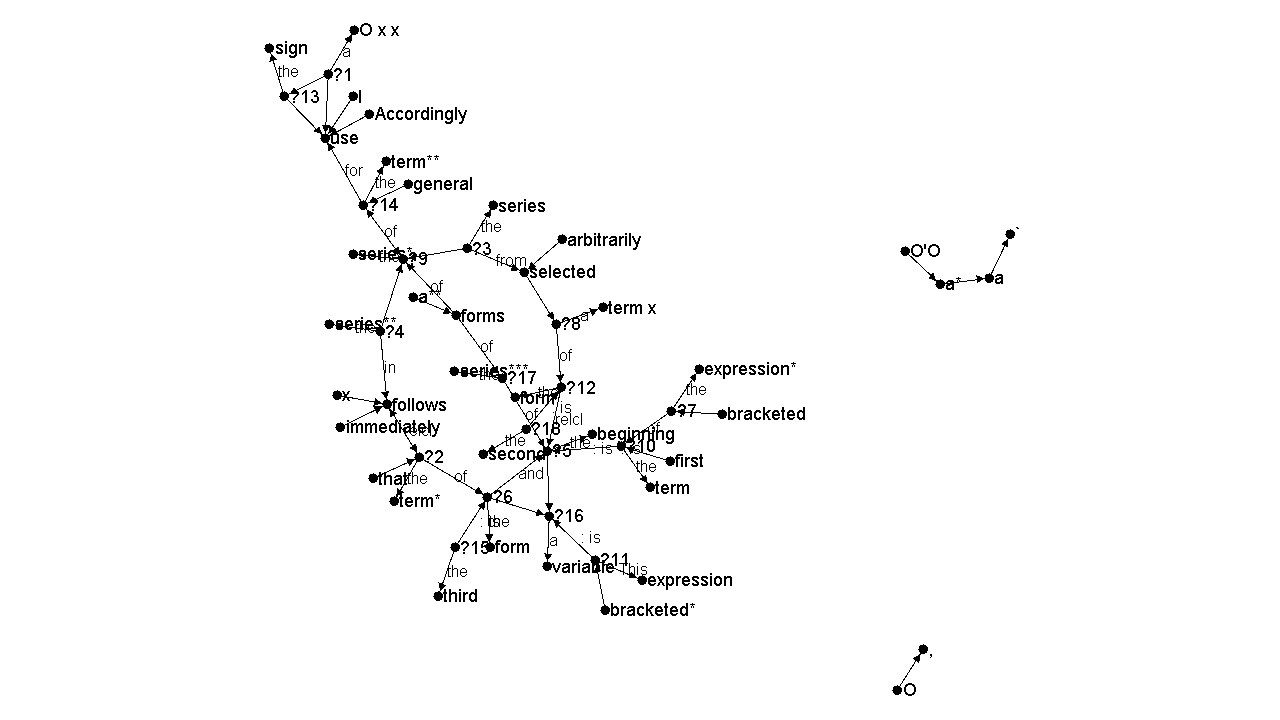 O x x
sign
a
the
?1
?13
I
Accordingly
use
for
term**
the
general
?14
series
the
of
arbitrarily
series*
the
?9
?3
from
selected
of
a**
term x
a
forms
?8
series**
the
?4
of
of
in
series***
the
?17
expression*
?12
the
the
x
form
is
follows
of
relcl
?7
bracketed
immediately
relcl
?18
beginning
the
the
: is
of
?10
second
?5
first
?2
that
the
of
and
the
term
term*
?6
?16
: is
the
a
: is
?15
form
?11
the
variable
this
expression
third
bracketed*
`
O'O
a*
a
,
O